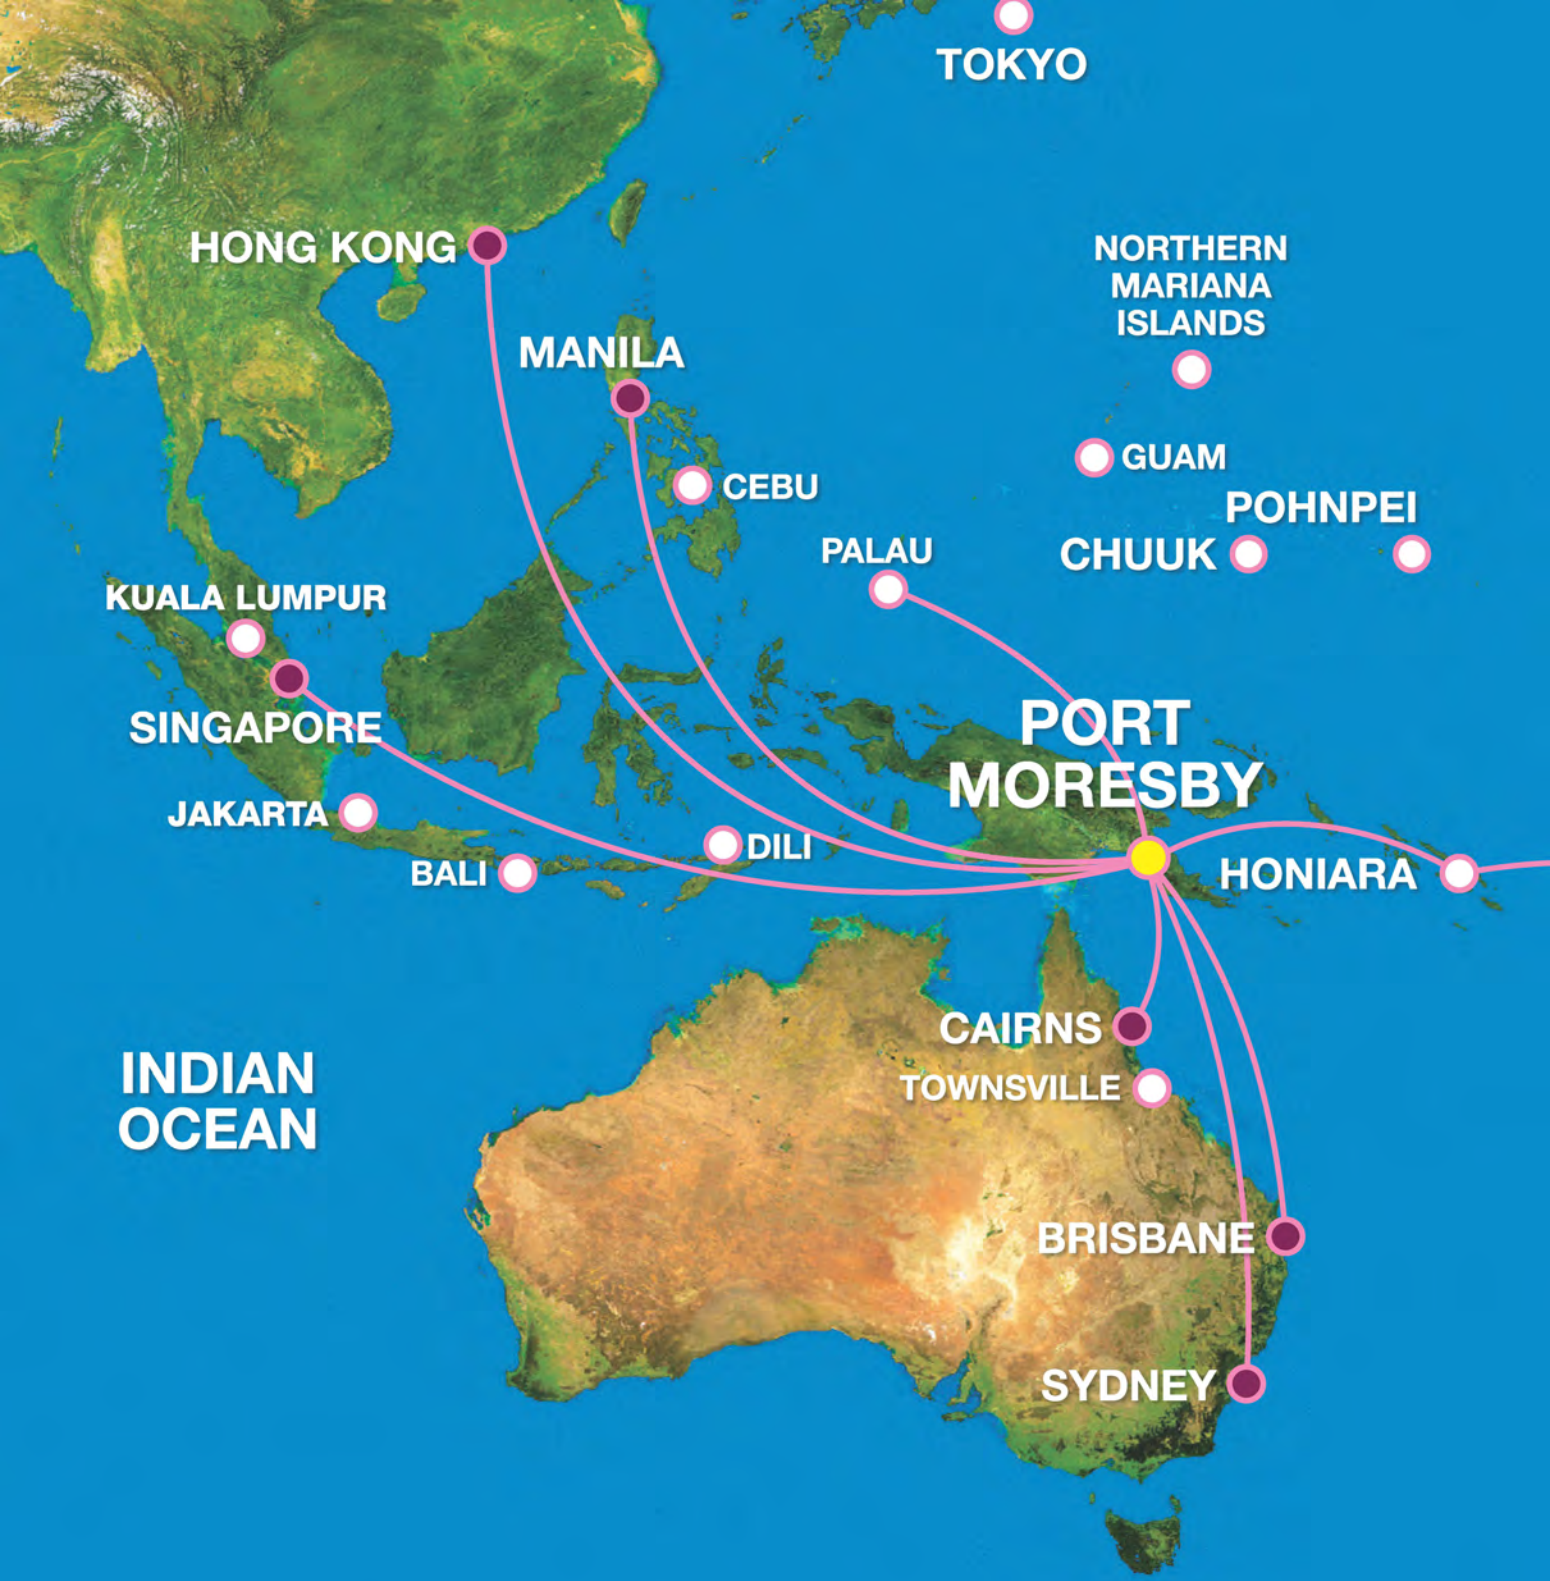 TOKYO
HONG KONG
NORTHERN
MARIANA
ISLANDS
MANILA
GUAM
CEBU
POHNPEI
PALAU
CHUUK
KUALA LUMPUR
SINGAPORE
PORT
MORESBY
JAKARTA
DILI
BALI
HONIARA
CAIRNS
INDIAN
OCEAN
TOWNSVILLE
BRISBANE
SYDNEY